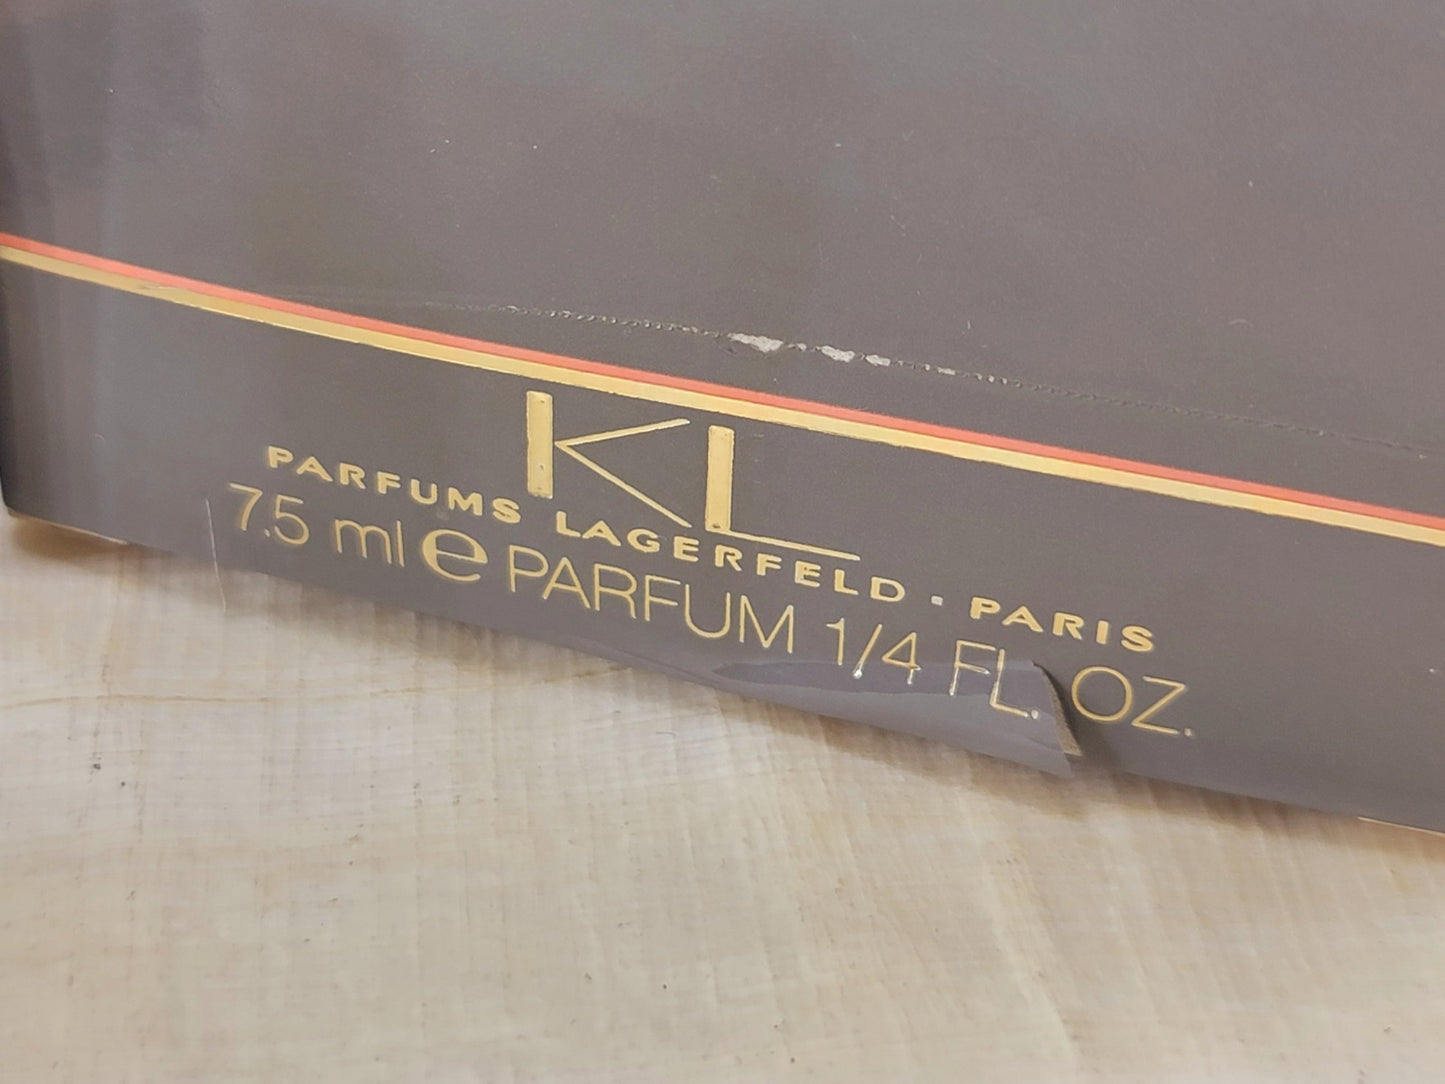 KL
PARFUMS LAGERFELD · PARIS
7.5 ml e PARFUM 1/4 FL. OZ.